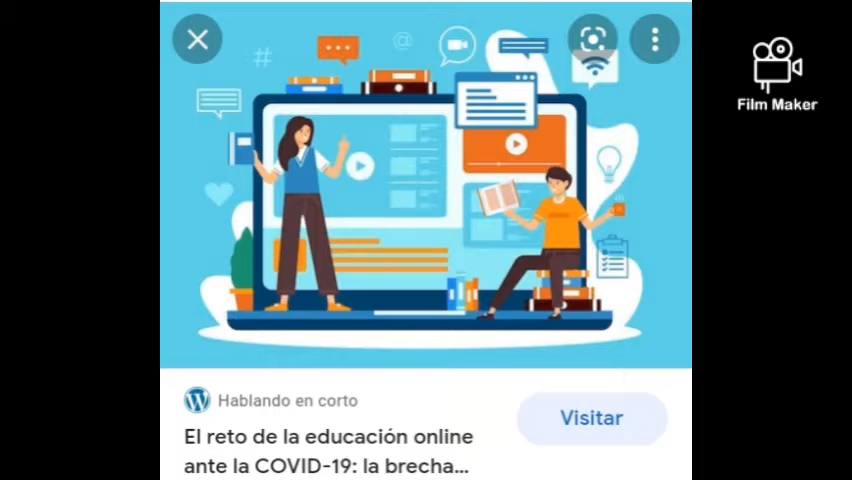 Film Maker
Hablando en corto
Visitar
El reto de la educación online
ante la COVID-19: la brecha...